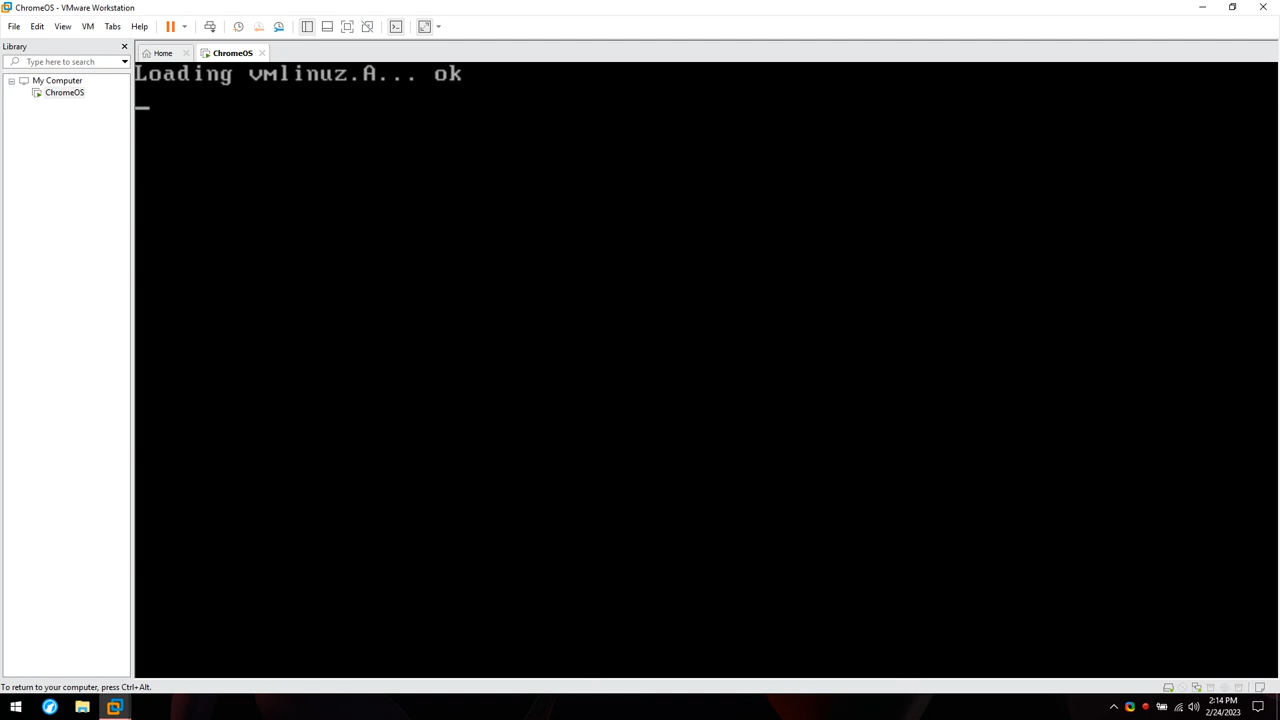 ChromeOS - VMware Workstation
File Edit View VM Tabs Help
Library
Type here to search
My Computer
ChromeOS
Home ChromeOS
Loading vmlinuz.A... ok
To return to your computer, press Ctrl+Alt.
2:14 PM
2/24/2023